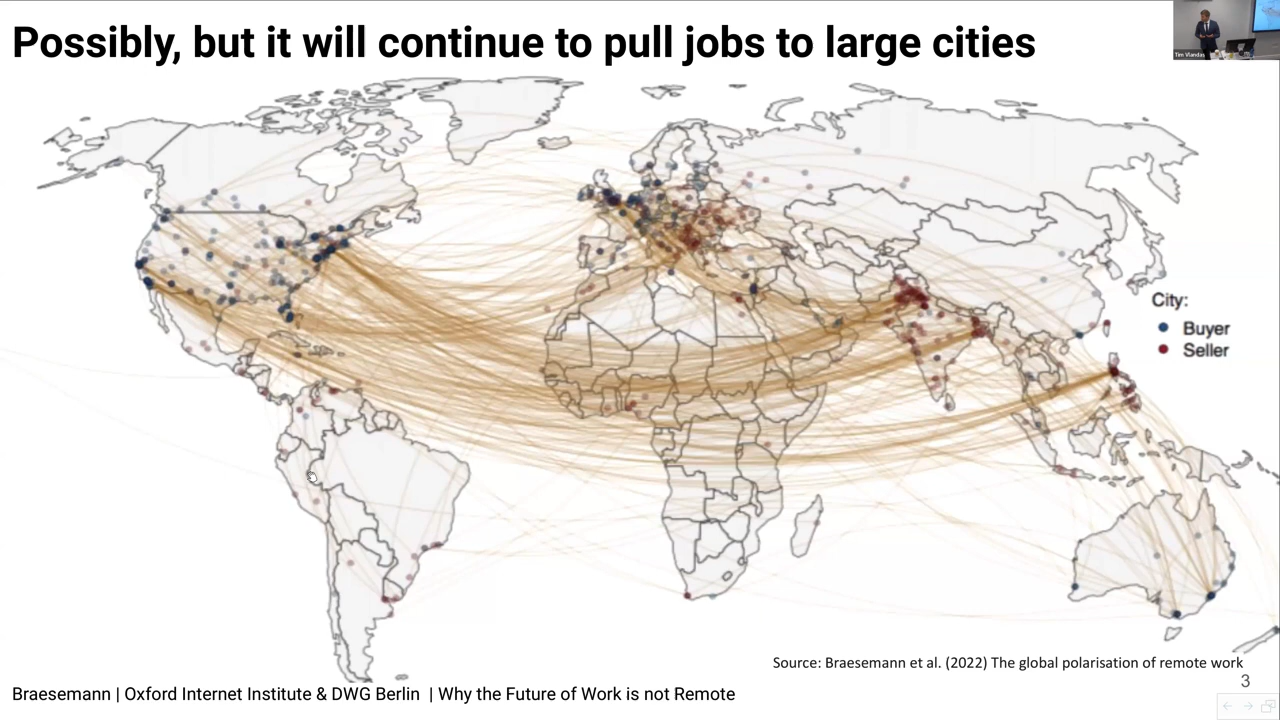 Possibly, but it will continue to pull jobs to large cities
Tim Vlandas
City:
Buyer
Seller
Source: Braesemann et al. (2022) The global polarisation of remote work
3
Braesemann | Oxford Internet Institute & DWG Berlin | Why the Future of Work is not Remote